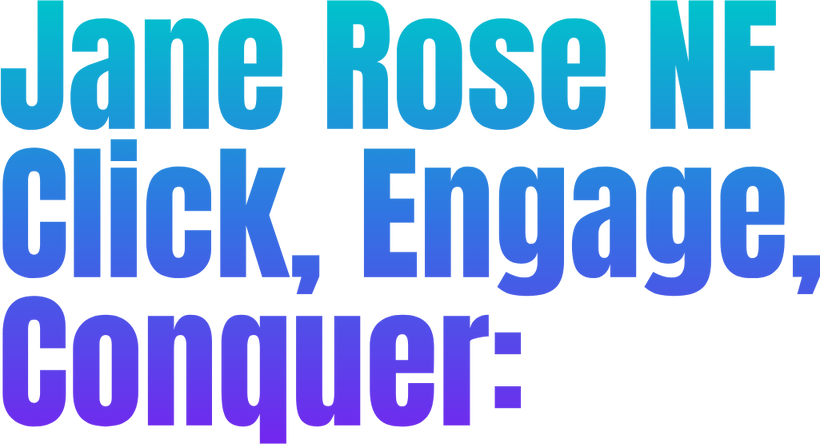 Jane Rose NF
Click, Engage,
Conquer: